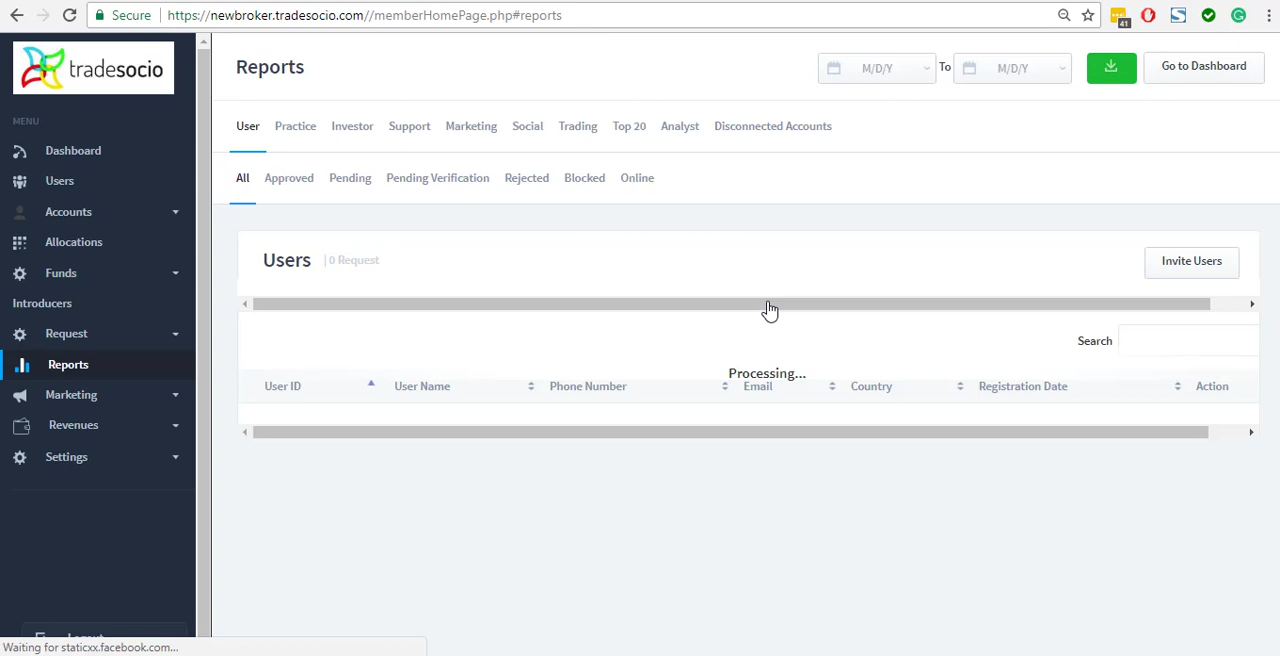 Secure https://newbroker.tradesocio.com//memberHomePage.php#reports
41
tradesocio
MENU
Dashboard
Users
Accounts
Allocations
Funds
Introducers
Request
Reports
Marketing
Revenues
Settings
Logout
Reports
M/D/Y To M/D/Y
Go to Dashboard
User Practice Investor Support Marketing Social Trading Top 20 Analyst Disconnected Accounts
All Approved Pending Pending Verification Rejected Blocked Online
Users | 0 Request
Invite Users
Search
Processing...
User ID User Name Phone Number Email Country Registration Date Action
Waiting for staticxx.facebook.com...